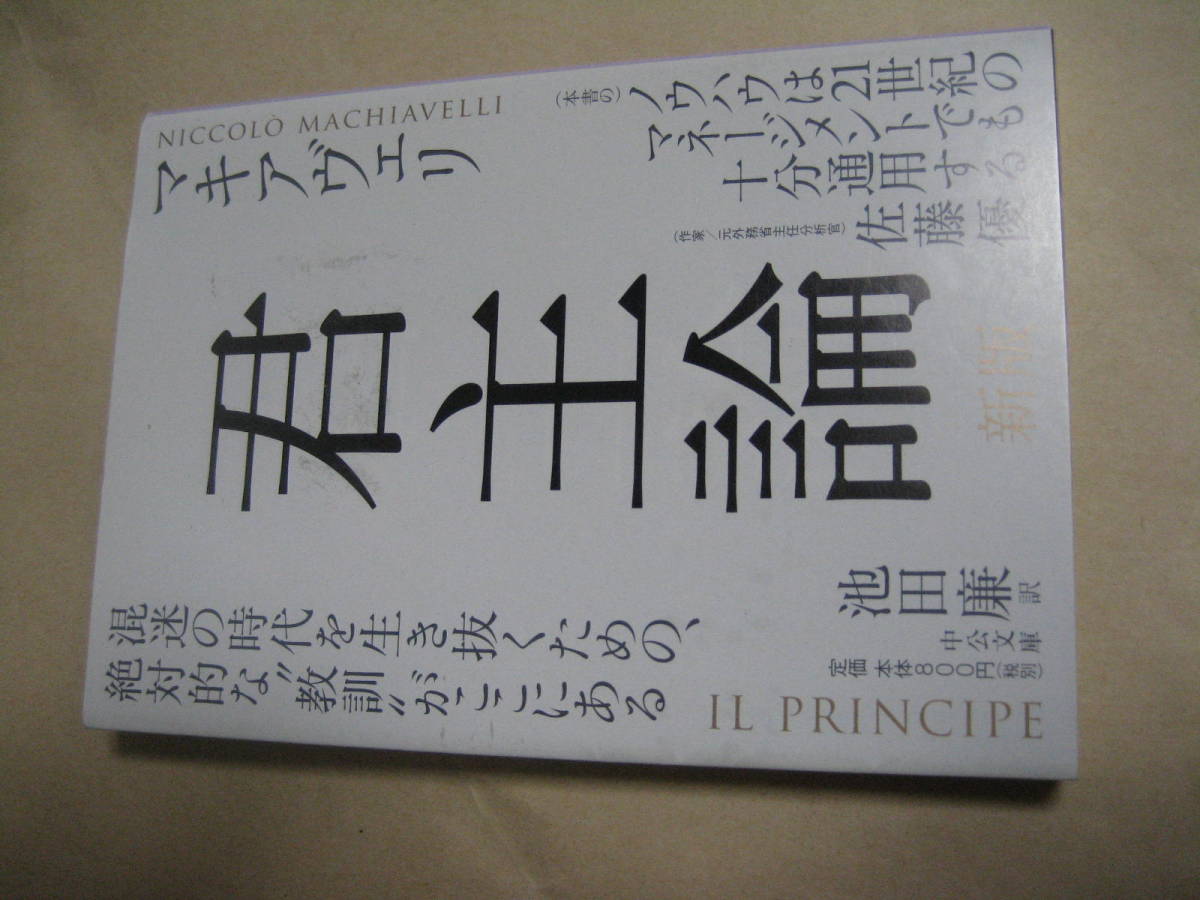 NICCOLÒ MACHIAVELLI
マキアヴェリ
君主論
新版
(本書の)
ノウハウは21世紀の
マネージメントでも
十分通用する
(作家/元外務省主任分析官)
佐藤優
池田廉訳
中公文庫
定価 本体800円(税別)
混迷の時代を生き抜くための、
絶対的な“教訓”がここにある
IL PRINCIPE